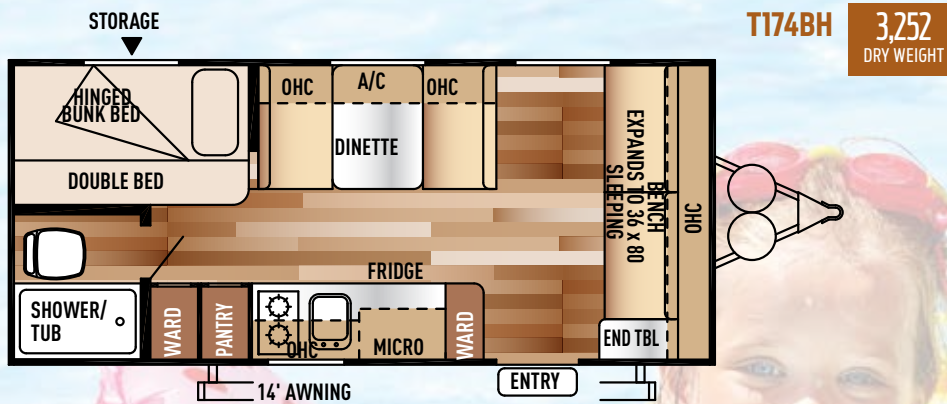 STORAGE
T174BH
3,252
DRY WEIGHT
HINGED
BUNK BED
DOUBLE BED
OHC
A/C
OHC
DINETTE
BENCH
EXPANDS TO 36 x 80
SLEEPING
OHC
FRIDGE
SHOWER/
TUB
WARD
PANTRY
OHC
MICRO
WARD
END TBL
14' AWNING
ENTRY